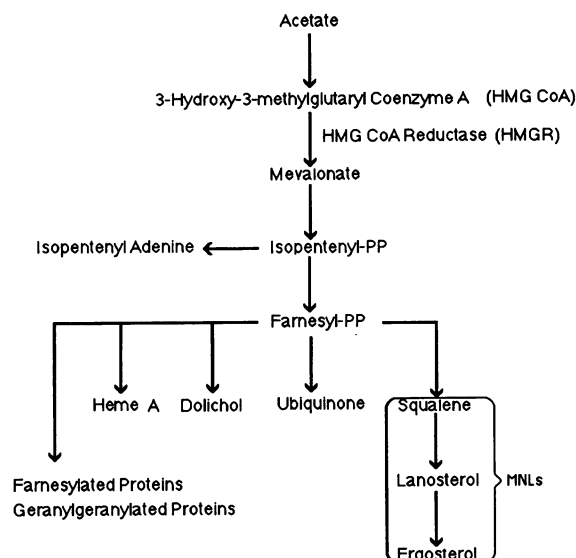 Acetate
3-Hydroxy-3-methylglutaryl Coenzyme A (HMG CoA)
HMG CoA Reductase (HMGR)
Mevalonate
Isopentenyl Adenine
Isopentenyl-PP
Farnesyl-PP
Heme A
Dolichol
Ubiquinone
Squalene
Lanosterol
MNLs
Farnesylated Proteins
Geranylgeranylated Proteins
Ergosterol